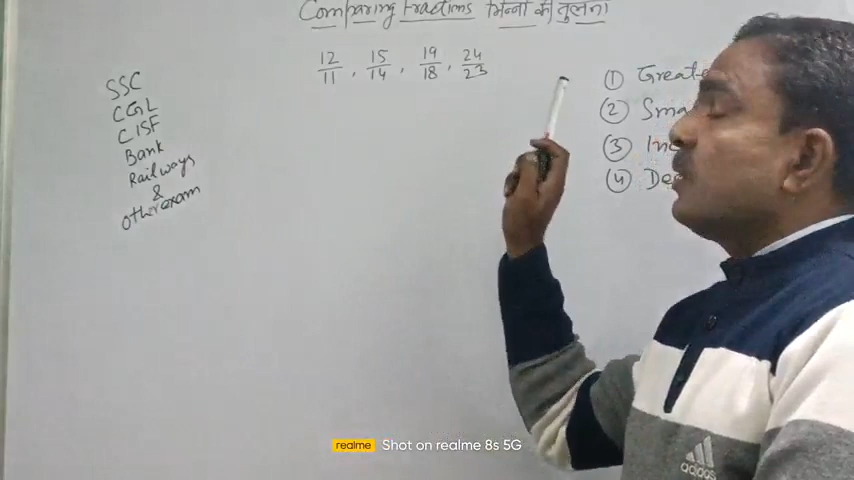 Comparing Fractions भिन्नों की तुलना
12/11, 15/14, 19/18, 24/23
SSC
CGL
CISF
Bank
Railways
&
Other exam
① Greate
② Sma
③ In
④ De
adidas
realme Shot on realme 8s 5G